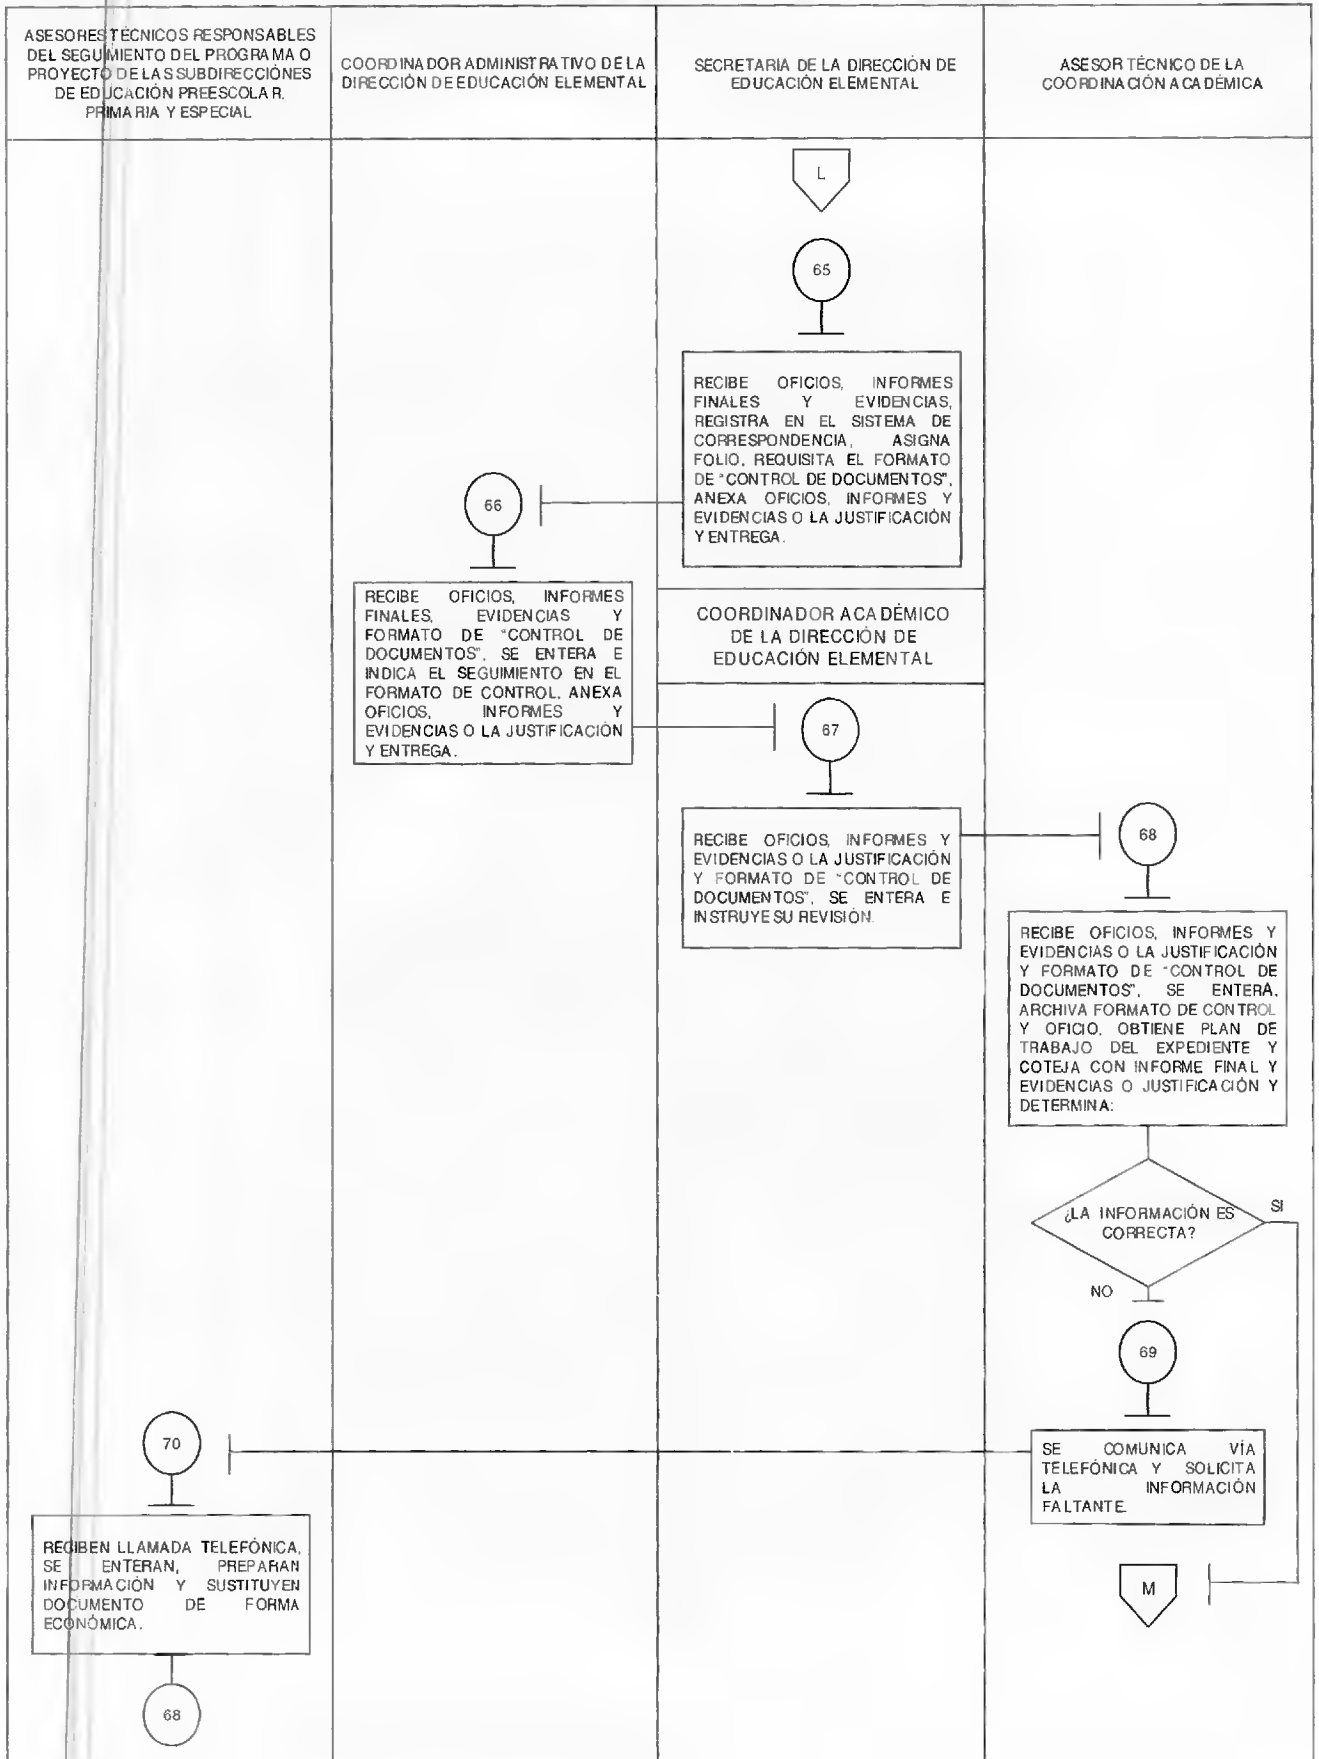 ASESORES TÉCNICOS RESPONSABLES
DEL SEGUIMIENTO DEL PROGRAMA O
PROYECTO DE LAS SUBDIRECCIÓNES
DE EDUCACIÓN PREESCOLAR,
PRIMARIA Y ESPECIAL
COORDINADOR ADMINISTRATIVO DE LA
DIRECCIÓN DE EDUCACIÓN ELEMENTAL
SECRETARIA DE LA DIRECCIÓN DE
EDUCACIÓN ELEMENTAL
ASESOR TÉCNICO DE LA
COORDINACIÓN ACADÉMICA
L
65
RECIBE OFICIOS, INFORMES
FINALES Y EVIDENCIAS,
REGISTRA EN EL SISTEMA DE
CORRESPONDENCIA, ASIGNA
FOLIO, REQUISITA EL FORMATO
DE "CONTROL DE DOCUMENTOS",
ANEXA OFICIOS, INFORMES Y
EVIDENCIAS O LA JUSTIFICACIÓN
Y ENTREGA.
66
RECIBE OFICIOS, INFORMES
FINALES, EVIDENCIAS Y
FORMATO DE "CONTROL DE
DOCUMENTOS", SE ENTERA E
INDICA EL SEGUIMIENTO EN EL
FORMATO DE CONTROL, ANEXA
OFICIOS, INFORMES Y
EVIDENCIAS O LA JUSTIFICACIÓN
Y ENTREGA.
COORDINADOR ACADÉMICO
DE LA DIRECCIÓN DE
EDUCACIÓN ELEMENTAL
67
RECIBE OFICIOS, INFORMES Y
EVIDENCIAS O LA JUSTIFICACIÓN
Y FORMATO DE "CONTROL DE
DOCUMENTOS", SE ENTERA E
INSTRUYE SU REVISIÓN.
68
RECIBE OFICIOS, INFORMES Y
EVIDENCIAS O LA JUSTIFICACIÓN
Y FORMATO DE "CONTROL DE
DOCUMENTOS", SE ENTERA,
ARCHIVA FORMATO DE CONTROL
Y OFICIO, OBTIENE PLAN DE
TRABAJO DEL EXPEDIENTE Y
COTEJA CON INFORME FINAL Y
EVIDENCIAS O JUSTIFICACIÓN Y
DETERMINA:
¿LA INFORMACIÓN ES
CORRECTA?
SI
NO
69
SE COMUNICA VÍA
TELEFÓNICA Y SOLICITA
LA INFORMACIÓN
FALTANTE.
70
RECIBEN LLAMADA TELEFÓNICA,
SE ENTERAN, PREPARAN
INFORMACIÓN Y SUSTITUYEN
DOCUMENTO DE FORMA
ECONÓMICA.
M
68